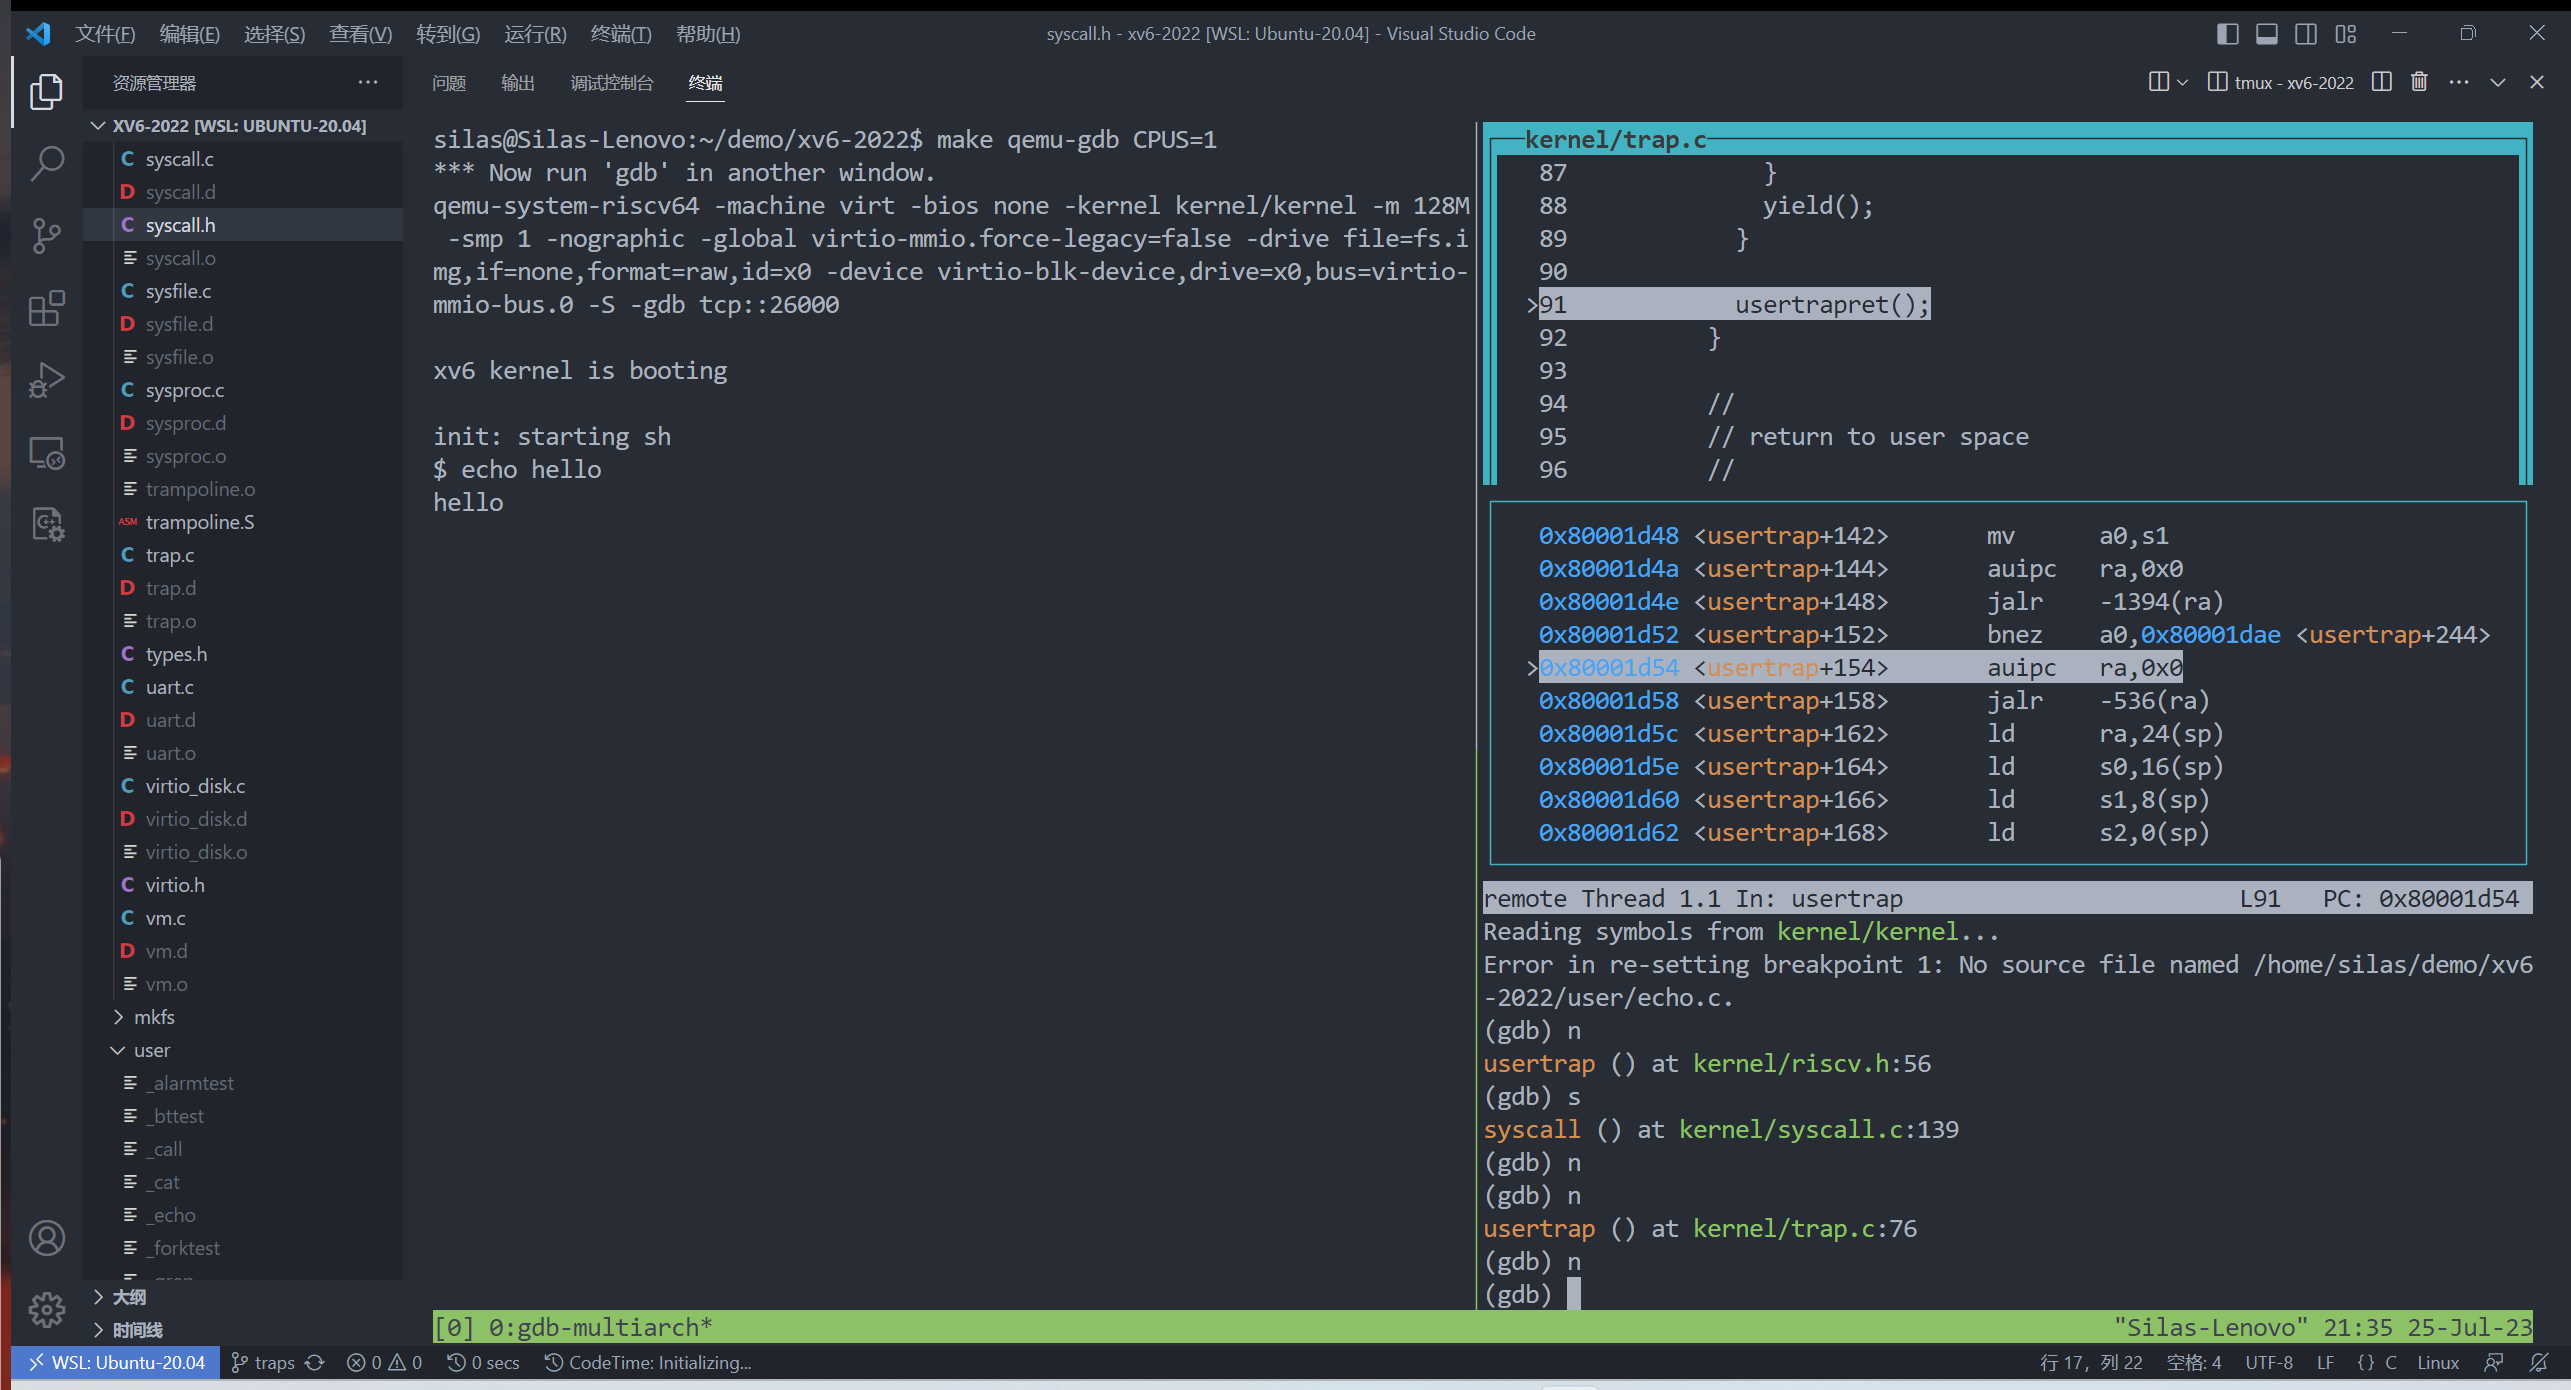 文件(F) 编辑(E) 选择(S) 查看(V) 转到(G) 运行(R) 终端(T) 帮助(H)
syscall.h - xv6-2022 [WSL: Ubuntu-20.04] - Visual Studio Code
资源管理器
XV6-2022 [WSL: UBUNTU-20.04]
C syscall.c
D syscall.d
C syscall.h
syscall.o
C sysfile.c
D sysfile.d
sysfile.o
C sysproc.c
D sysproc.d
sysproc.o
trampoline.o
ASM trampoline.S
C trap.c
D trap.d
trap.o
C types.h
C uart.c
D uart.d
uart.o
C virtio_disk.c
D virtio_disk.d
virtio_disk.o
C virtio.h
C vm.c
D vm.d
vm.o
mkfs
user
_alarmtest
_bttest
_call
_cat
_echo
_forktest
大纲
时间线
问题 输出 调试控制台 终端
tmux - xv6-2022
silas@Silas-Lenovo:~/demo/xv6-2022$ make qemu-gdb CPUS=1
*** Now run 'gdb' in another window.
qemu-system-riscv64 -machine virt -bios none -kernel kernel/kernel -m 128M
-smp 1 -nographic -global virtio-mmio.force-legacy=false -drive file=fs.i
mg,if=none,format=raw,id=x0 -device virtio-blk-device,drive=x0,bus=virtio-
mmio-bus.0 -S -gdb tcp::26000
xv6 kernel is booting
init: starting sh
$ echo hello
hello
kernel/trap.c
87 }
88 yield();
89 }
90
>91 usertrapret();
92 }
93
94 //
95 // return to user space
96 //
0x80001d48 <usertrap+142> mv a0,s1
0x80001d4a <usertrap+144> auipc ra,0x0
0x80001d4e <usertrap+148> jalr -1394(ra)
0x80001d52 <usertrap+152> bnez a0,0x80001dae <usertrap+244>
>0x80001d54 <usertrap+154> auipc ra,0x0
0x80001d58 <usertrap+158> jalr -536(ra)
0x80001d5c <usertrap+162> ld ra,24(sp)
0x80001d5e <usertrap+164> ld s0,16(sp)
0x80001d60 <usertrap+166> ld s1,8(sp)
0x80001d62 <usertrap+168> ld s2,0(sp)
remote Thread 1.1 In: usertrap L91 PC: 0x80001d54
Reading symbols from kernel/kernel...
Error in re-setting breakpoint 1: No source file named /home/silas/demo/xv6
-2022/user/echo.c.
(gdb) n
usertrap () at kernel/riscv.h:56
(gdb) s
syscall () at kernel/syscall.c:139
(gdb) n
(gdb) n
usertrap () at kernel/trap.c:76
(gdb) n
(gdb)
[0] 0:gdb-multiarch* "Silas-Lenovo" 21:35 25-Jul-23
WSL: Ubuntu-20.04 traps 0 0 0 secs CodeTime: Initializing... 行 17，列 22 空格: 4 UTF-8 LF {} C Linux